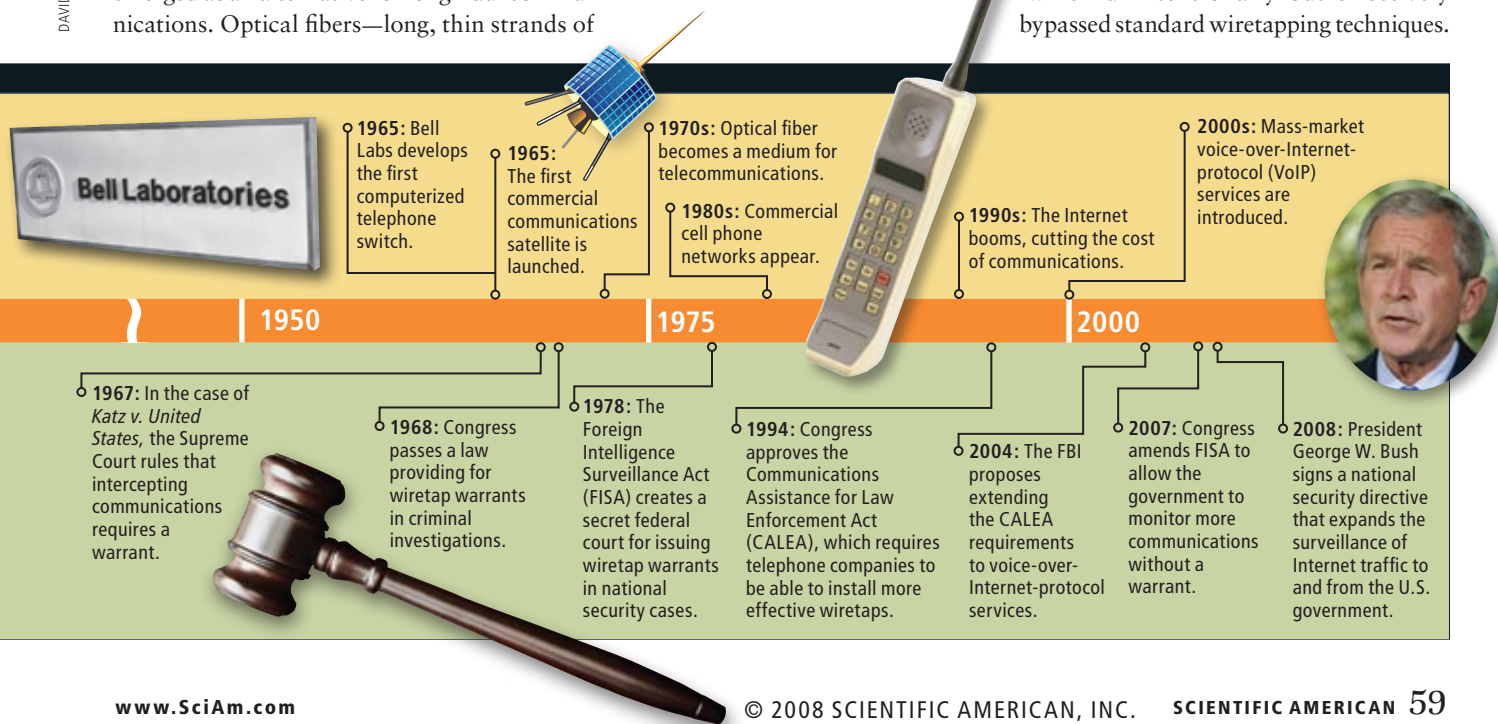 DAVID
nications. Optical fibers—long, thin strands of
bypassed standard wiretapping techniques.
Bell Laboratories
1965: Bell
Labs develops
the first
computerized
telephone
switch.
1965:
The first
commercial
communications
satellite is
launched.
1970s: Optical fiber
becomes a medium for
telecommunications.
1980s: Commercial
cell phone
networks appear.
1990s: The Internet
booms, cutting the cost
of communications.
2000s: Mass-market
voice-over-Internet-
protocol (VoIP)
services are
introduced.
1950
1975
2000
1967: In the case of
Katz v. United
States, the Supreme
Court rules that
intercepting
communications
requires a
warrant.
1968: Congress
passes a law
providing for
wiretap warrants
in criminal
investigations.
1978: The
Foreign
Intelligence
Surveillance Act
(FISA) creates a
secret federal
court for issuing
wiretap warrants
in national
security cases.
1994: Congress
approves the
Communications
Assistance for Law
Enforcement Act
(CALEA), which requires
telephone companies to
be able to install more
effective wiretaps.
2004: The FBI
proposes
extending
the CALEA
requirements
to voice-over-
Internet-protocol
services.
2007: Congress
amends FISA to
allow the
government to
monitor more
communications
without a
warrant.
2008: President
George W. Bush
signs a national
security directive
that expands the
surveillance of
Internet traffic to
and from the U.S.
government.
www.SciAm.com
© 2008 SCIENTIFIC AMERICAN, INC.
SCIENTIFIC AMERICAN 59